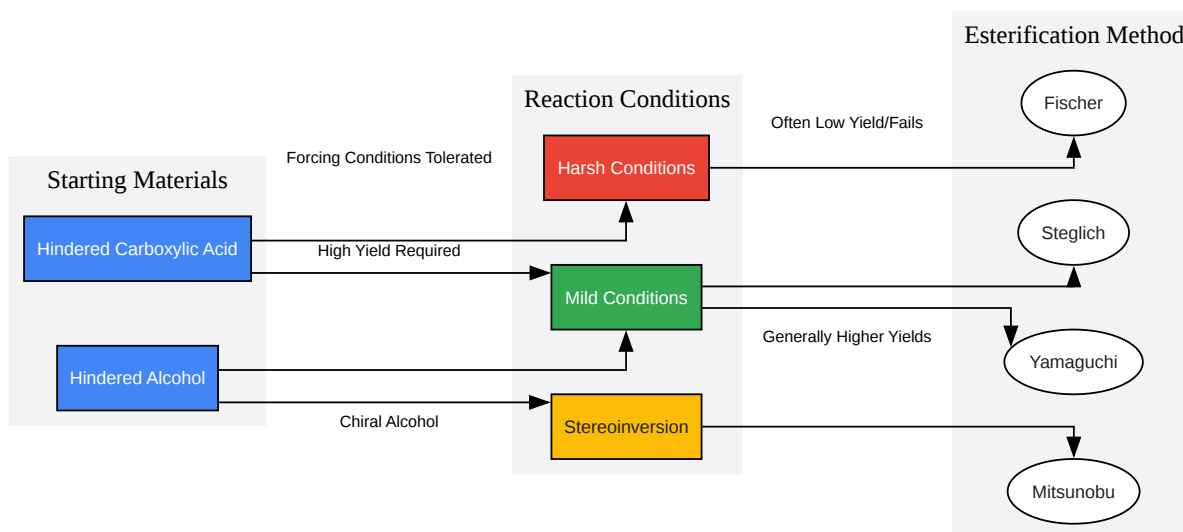 Esterification Method
Reaction Conditions
Starting Materials
Fischer
Often Low Yield/Fails
Forcing Conditions Tolerated
Harsh Conditions
Hindered Carboxylic Acid
High Yield Required
Steglich
Mild Conditions
Generally Higher Yields
Yamaguchi
Hindered Alcohol
Chiral Alcohol
Stereoinversion
Mitsunobu